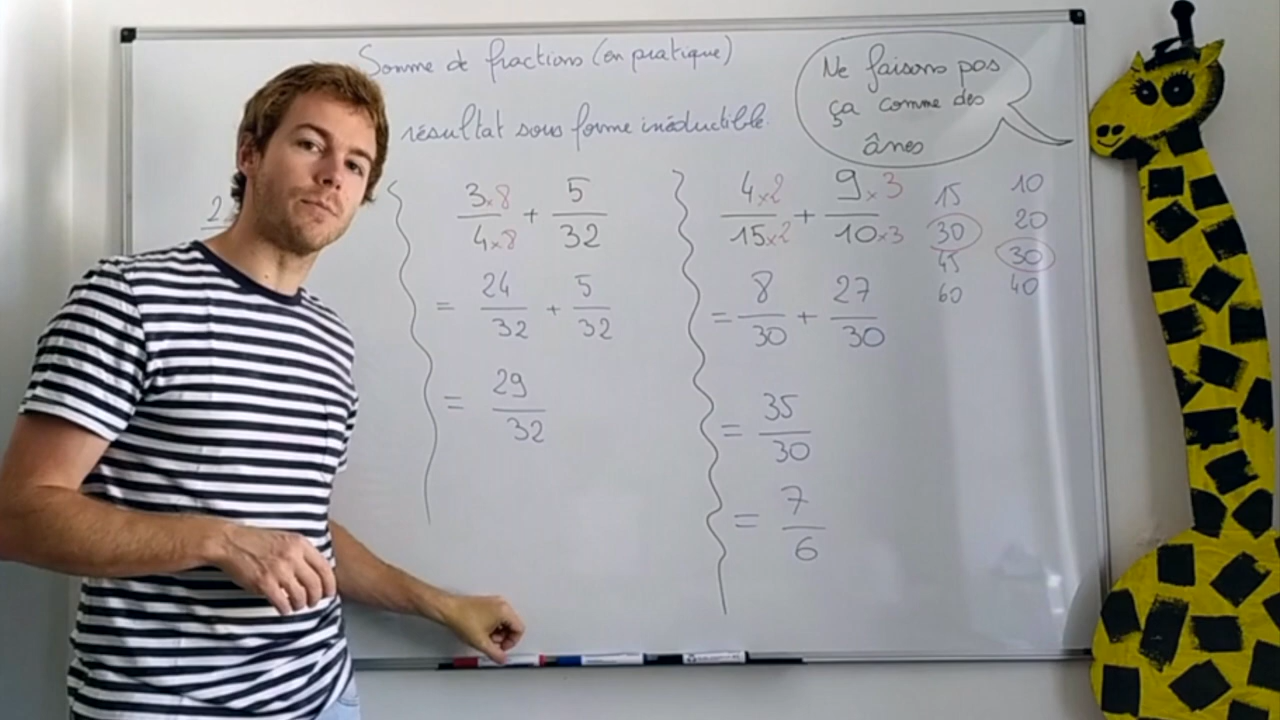 Somme de fractions (en pratique)
résultat sous forme irréductible.
Ne faisons pas
ça comme des
ânes
2
3×8 / 4×8 + 5 / 32
= 24 / 32 + 5 / 32
= 29 / 32
4×2 / 15×2 + 9×3 / 10×3
= 8 / 30 + 27 / 30
= 35 / 30
= 7 / 6
15
30
45
60
10
20
30
40